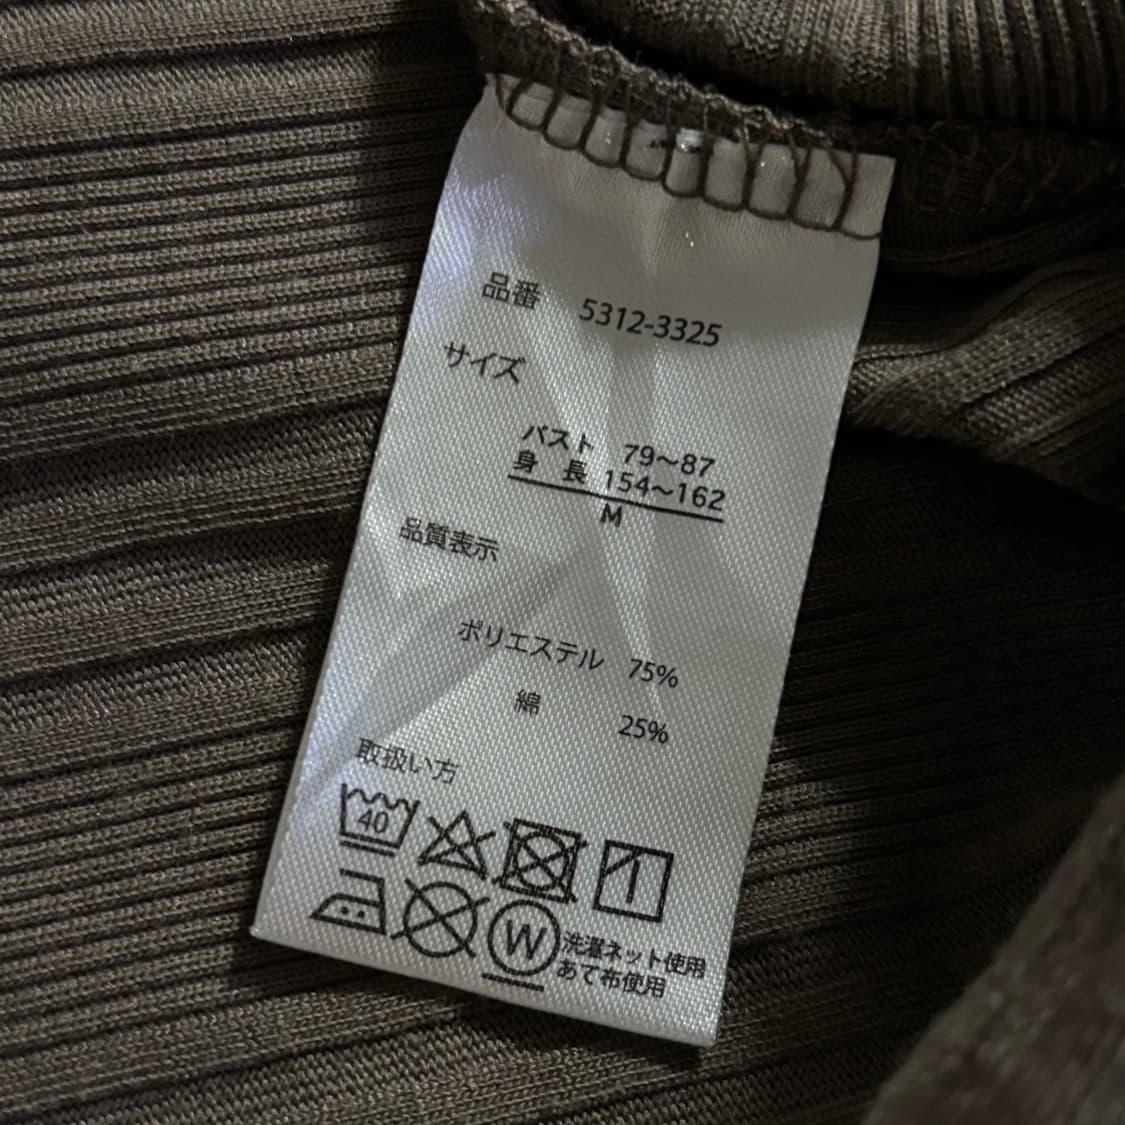 品番 5312-3325
サイズ
バスト 79～87
身 長 154～162
M
品質表示
ポリエステル 75%
綿 25%
取扱い方
40
W 洗濯ネット使用
あて布使用